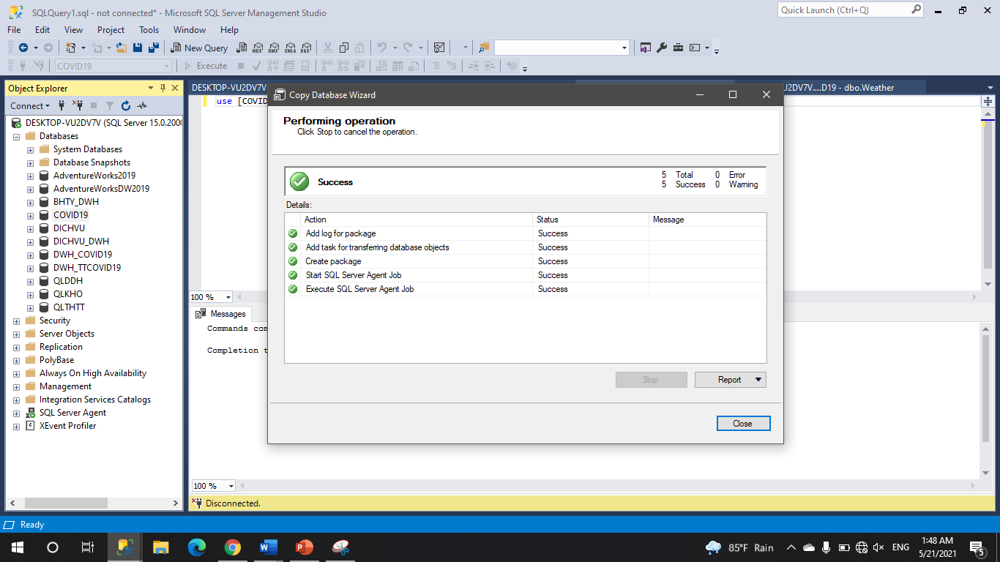 SQLQuery1.sql - not connected* - Microsoft SQL Server Management Studio
Quick Launch (Ctrl+Q)
File Edit View Project Tools Window Help
New Query MDX DMX XMLA DAX
COVID19 Execute
Object Explorer
Connect
DESKTOP-VU2DV7V (SQL Server 15.0.2000
Databases
System Databases
Database Snapshots
AdventureWorks2019
AdventureWorksDW2019
BHTY_DWH
COVID19
DICHVU
DICHVU_DWH
DWH_COVID19
DWH_TTCOVID19
QLDDH
QLKHO
QLTHTT
Security
Server Objects
Replication
PolyBase
Always On High Availability
Management
Integration Services Catalogs
SQL Server Agent
XEvent Profiler
DESKTOP-VU2DV7V
VU2DV7V....D19 - dbo.Weather
use [COVID
Copy Database Wizard
Performing operation
Click Stop to cancel the operation.
Success
5 Total 0 Error
5 Success 0 Warning
Details:
Action Status Message
Add log for package Success
Add task for transferring database objects Success
Create package Success
Start SQL Server Agent Job Success
Execute SQL Server Agent Job Success
Stop Report
Close
100 %
Messages
Commands com
Completion t
100 %
Disconnected.
Ready
85°F Rain
ENG
1:48 AM
5/21/2021
5